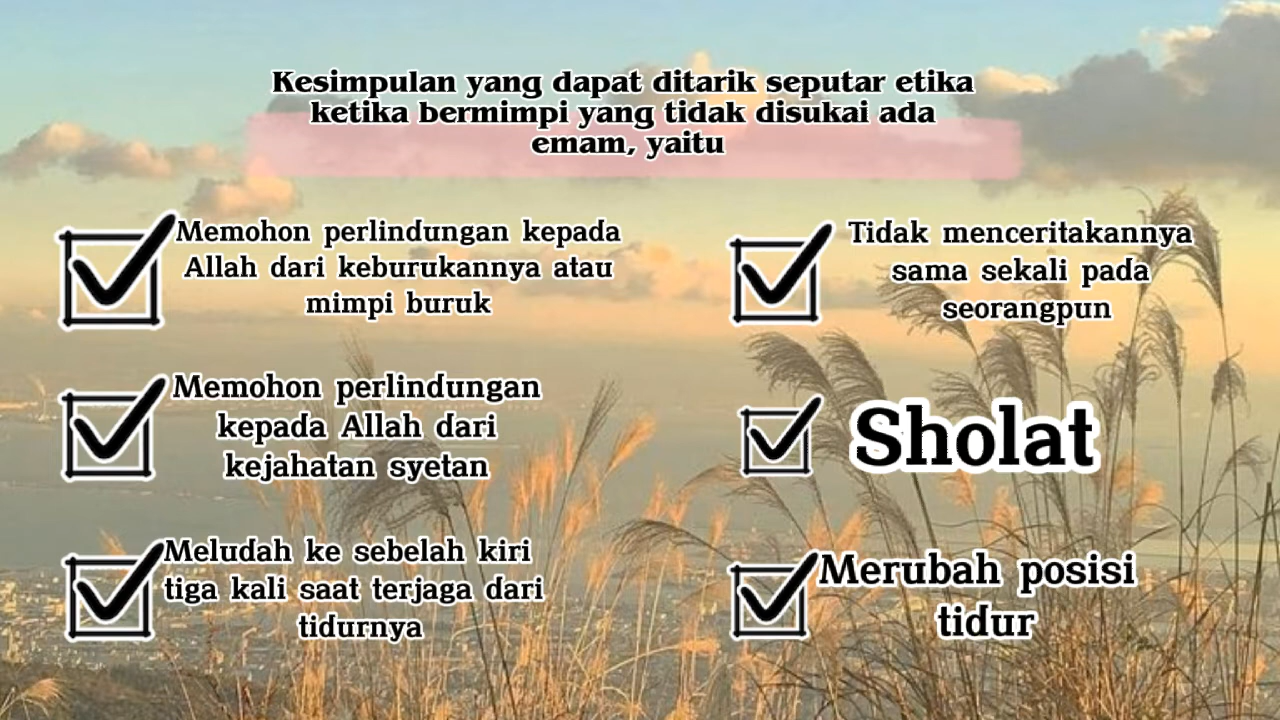 Kesimpulan yang dapat ditarik seputar etika
ketika bermimpi yang tidak disukai ada
emam, yaitu
Memohon perlindungan kepada
Allah dari keburukannya atau
mimpi buruk
Memohon perlindungan
kepada Allah dari
kejahatan syetan
Meludah ke sebelah kiri
tiga kali saat terjaga dari
tidurnya
Tidak menceritakannya
sama sekali pada
seorangpun
Sholat
Merubah posisi
tidur